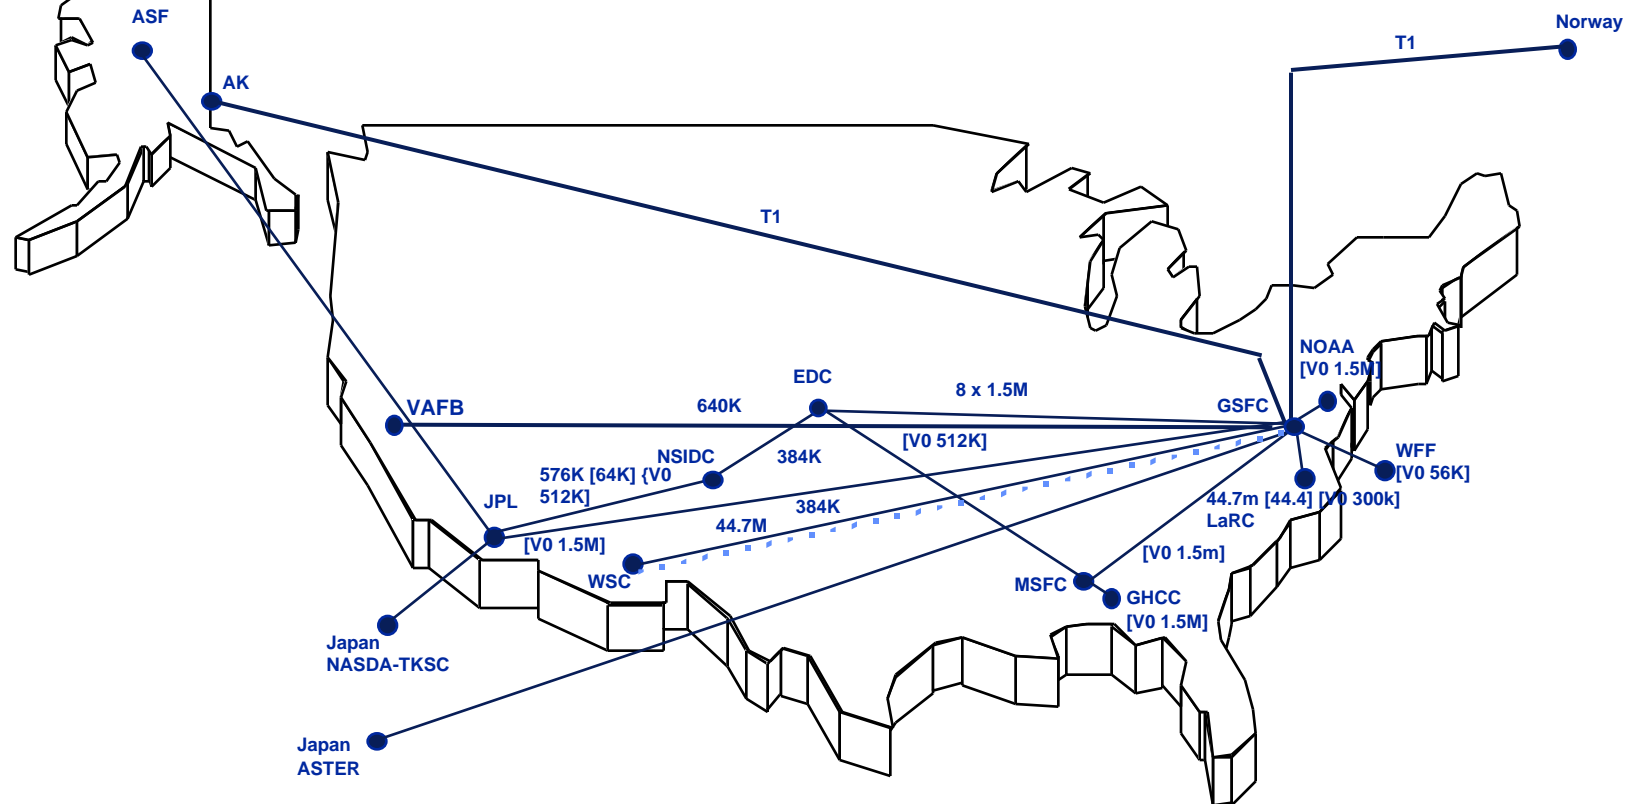 ASF
Norway
T1
AK
T1
NOAA
[V0 1.5M]
EDC
8 x 1.5M
GSFC
VAFB
640K
[V0 512K]
WFF
[V0 56K]
NSIDC
384K
576K [64K] {V0
512K]
JPL
384K
44.7m [44.4] [V0 300k]
LaRC
44.7M
[V0 1.5M]
[V0 1.5m]
WSC
MSFC
GHCC
[V0 1.5M]
Japan
NASDA-TKSC
Japan
ASTER